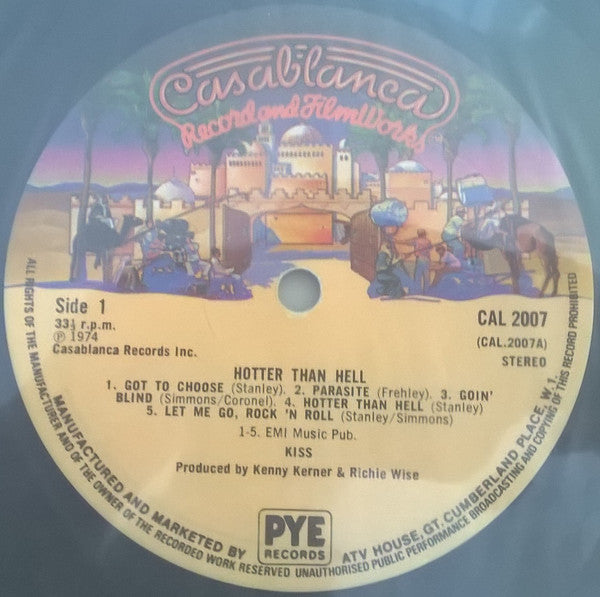 Casablanca
Record and FilmWorks
Side 1
33⅓ r.p.m.
℗ 1974
Casablanca Records Inc.
CAL 2007
(CAL.2007A)
STEREO
HOTTER THAN HELL
1. GOT TO CHOOSE (Stanley). 2. PARASITE (Frehley). 3. GOIN'
BLIND (Simmons/Coronel). 4. HOTTER THAN HELL (Stanley)
5. LET ME GO, ROCK 'N ROLL (Stanley/Simmons)
1-5. EMI Music Pub.
KISS
Produced by Kenny Kerner & Richie Wise
PYE
RECORDS
MANUFACTURED AND MARKETED BY
ATV HOUSE, GT. CUMBERLAND PLACE, W.1.
ALL RIGHTS OF THE MANUFACTURER AND OF THE OWNER OF THE RECORDED WORK RESERVED UNAUTHORISED PUBLIC PERFORMANCE BROADCASTING AND COPYING OF THIS RECORD PROHIBITED